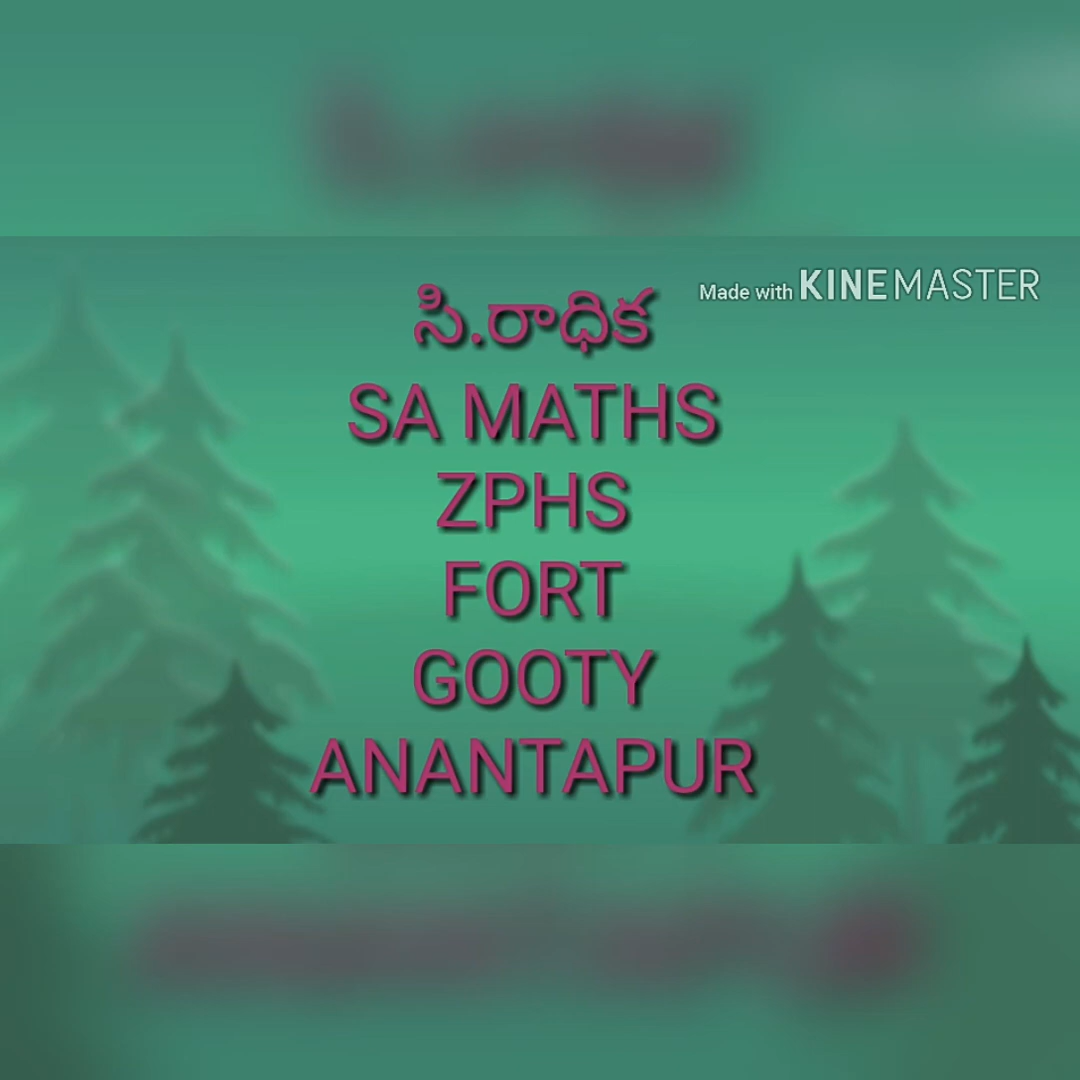 Made with KINEMASTER
సి.రాధిక
SA MATHS
ZPHS
FORT
GOOTY
ANANTAPUR